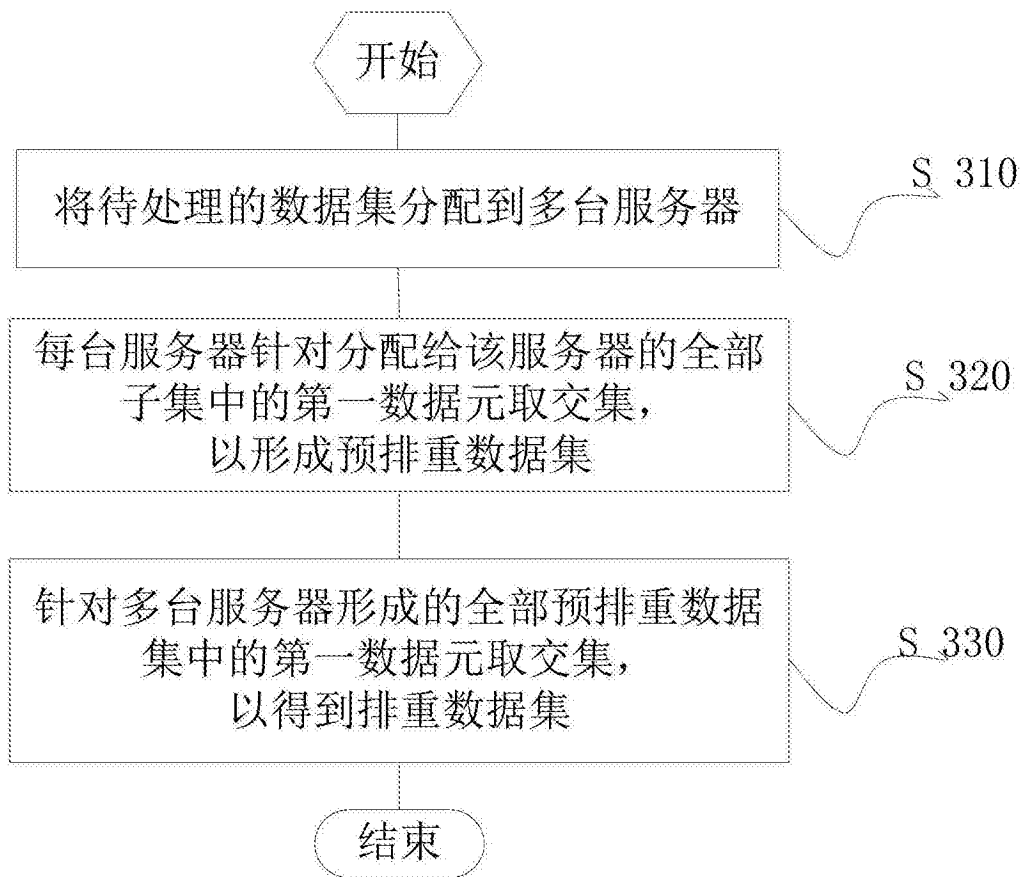 开始
将待处理的数据集分配到多台服务器
S 310
每台服务器针对分配给该服务器的全部
子集中的第一数据元取交集，
以形成预排重数据集
S 320
针对多台服务器形成的全部预排重数据
集中的第一数据元取交集，
以得到排重数据集
S 330
结束